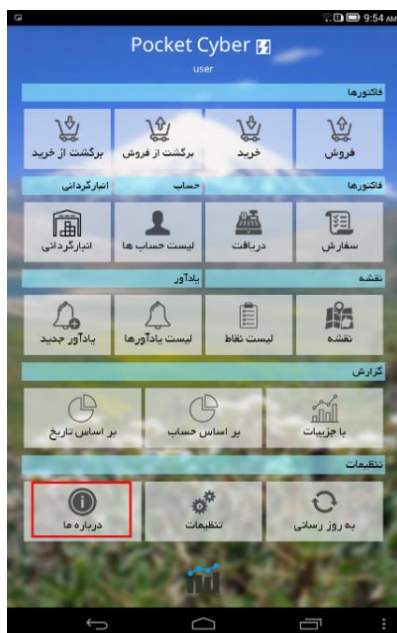 9:54 AM
Pocket Cyber
user
فاکتورها
فروش خرید برگشت از فروش برگشت از خرید
فاکتورها حساب انبارگردانی
سفارش دریافت لیست حساب ها انبارگردانی
نقشه یادآور
نقشه لیست نقاط لیست یادآورها یادآور جدید
گزارش
با جزییات بر اساس حساب بر اساس تاریخ
تنظیمات
به روز رسانی تنظیمات درباره ما